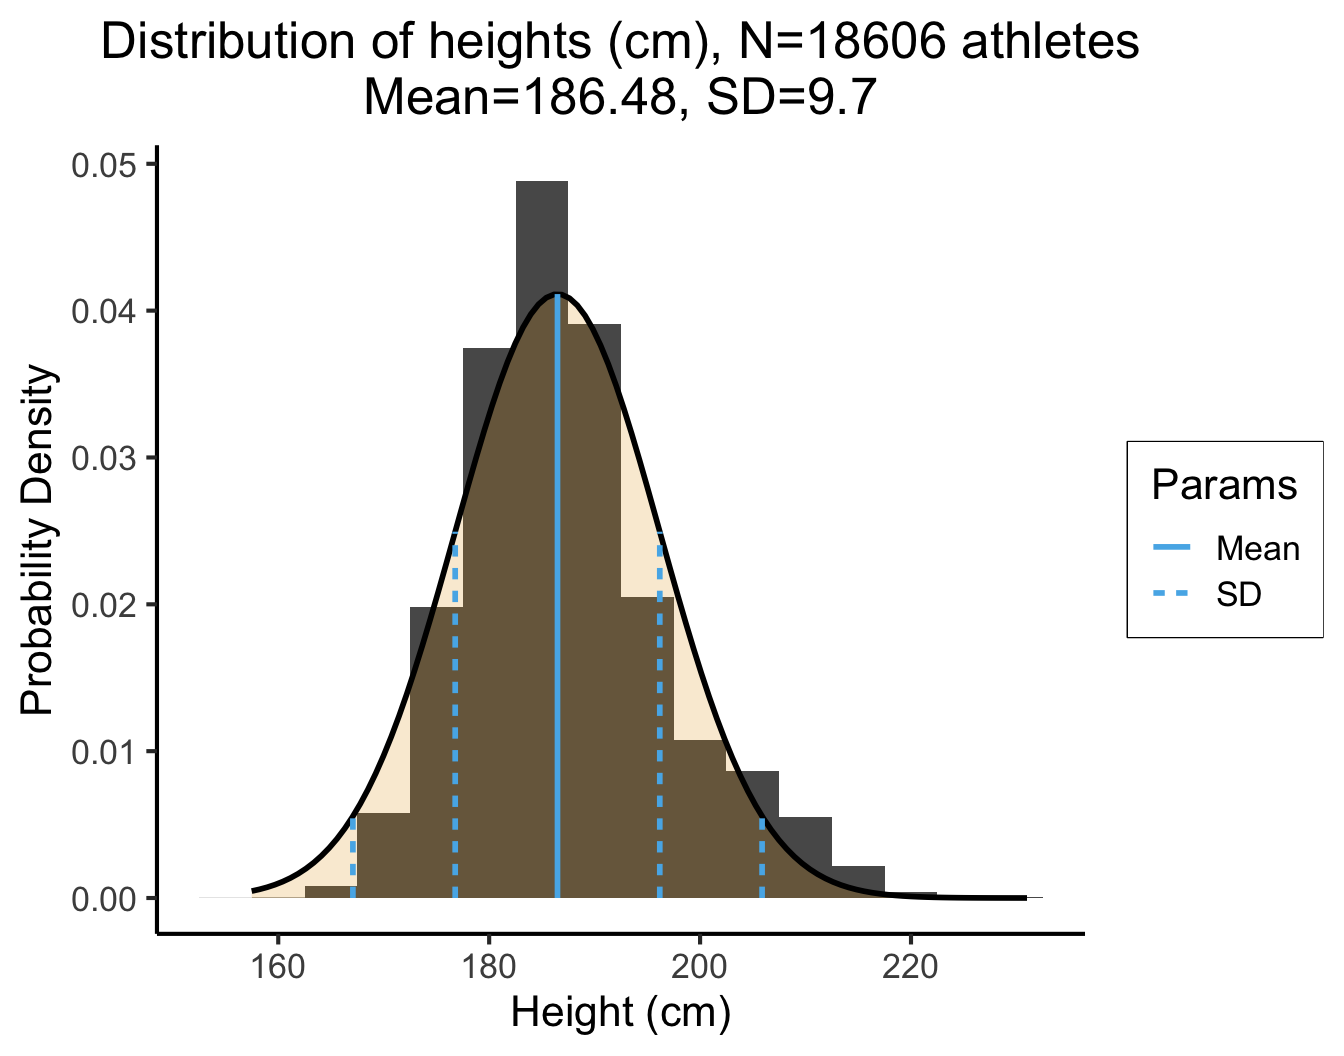 Distribution of heights (cm), N=18606 athletes
Mean=186.48, SD=9.7
Probability Density
0.05
0.04
0.03
0.02
0.01
0.00
160 180 200 220
Height (cm)
Params
Mean
SD